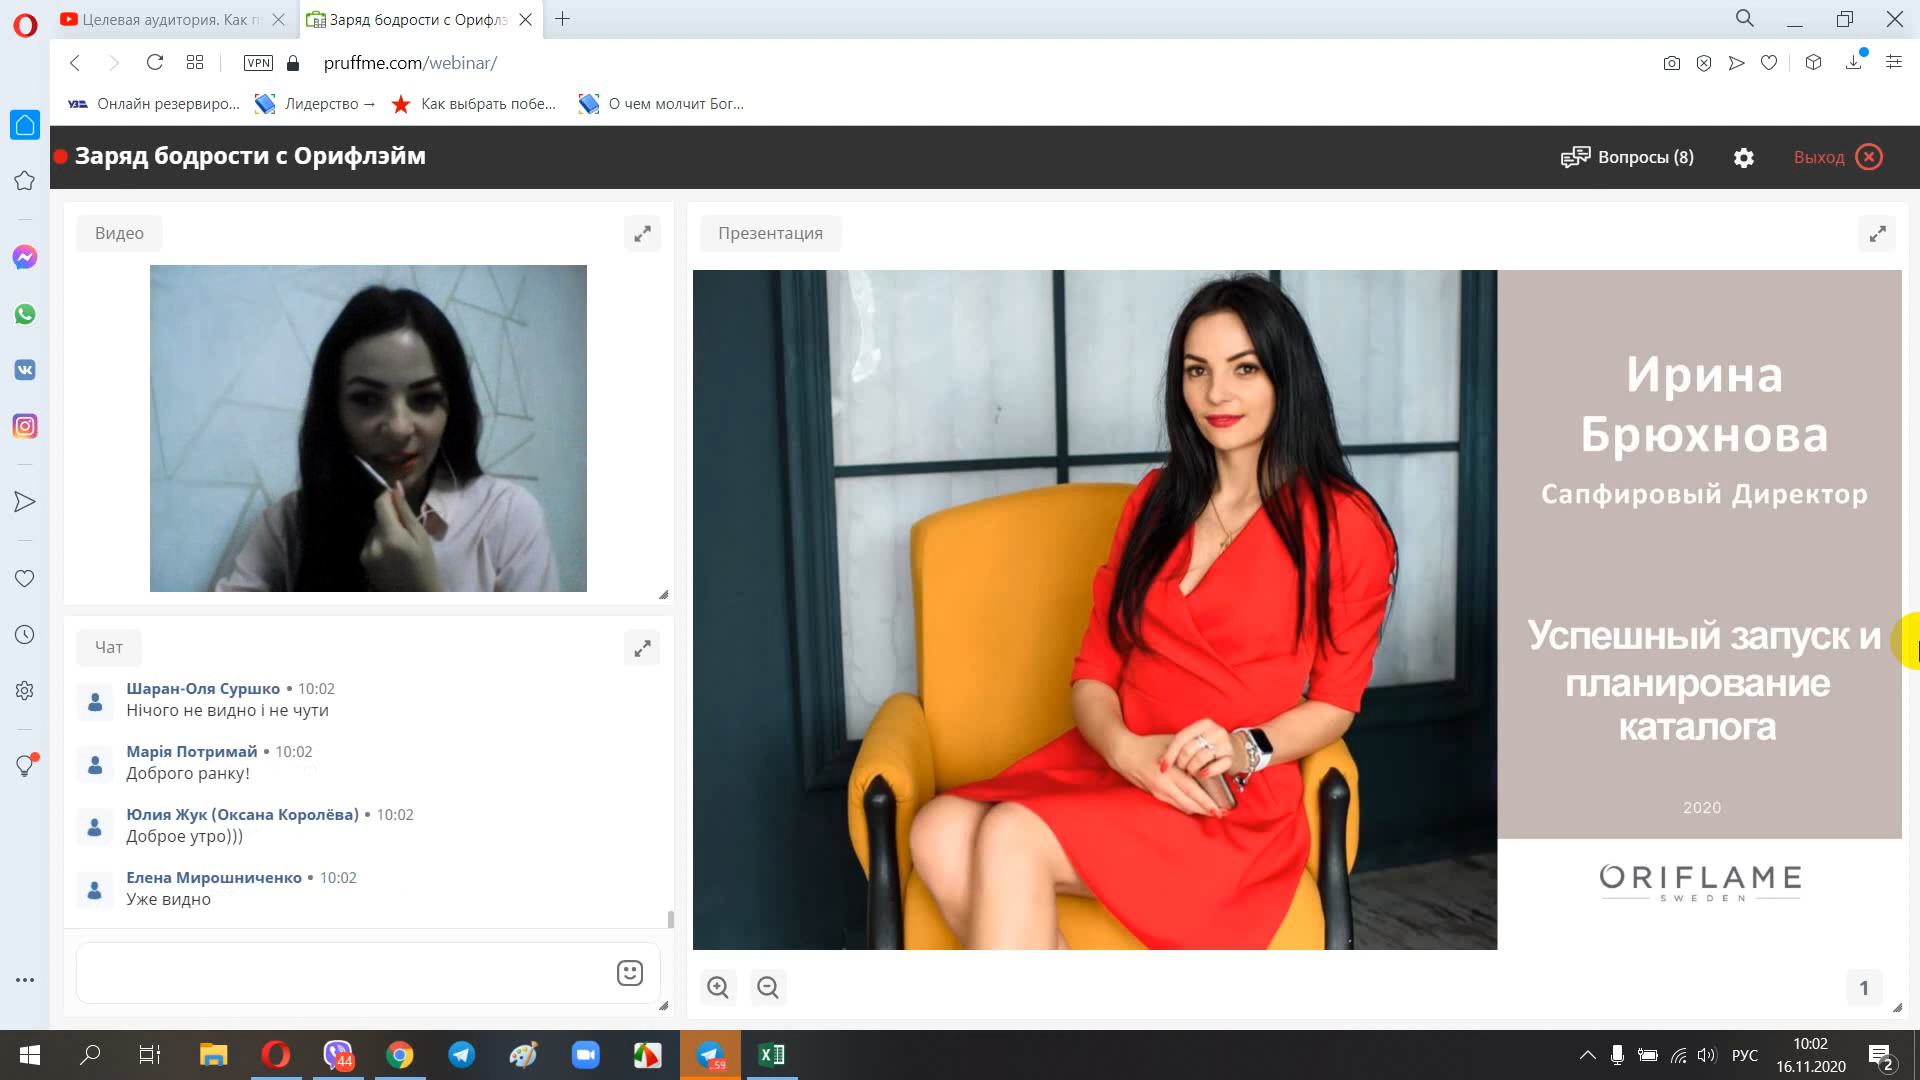 Целевая аудитория. Как п
Заряд бодрости с Орифлэ
VPN
pruffme.com/webinar/
УЗ
Онлайн резервиро...
Лидерство →
Как выбрать побе...
О чем молчит Бог...
Заряд бодрости с Орифлэйм
Вопросы (8)
Выход
Видео
Презентация
Ирина
Брюхнова
Сапфировый Директор
Успешный запуск и
планирование
каталога
2020
ORIFLAME
SWEDEN
Чат
Шаран-Оля Суршко • 10:02
Нічого не видно і не чути
Марія Потримай • 10:02
Доброго ранку!
Юлия Жук (Оксана Королёва) • 10:02
Доброе утро)))
Елена Мирошниченко • 10:02
Уже видно
1
44
59
РУС
10:02
16.11.2020
2